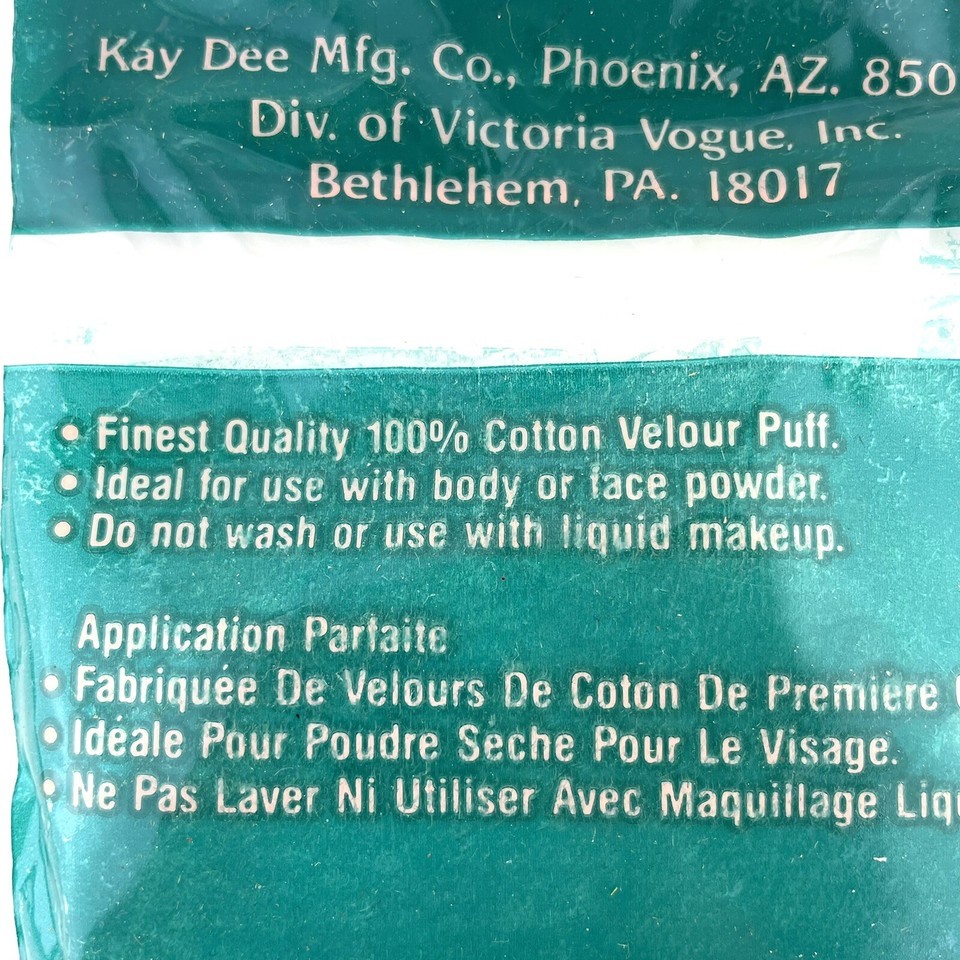 Kay Dee Mfg. Co., Phoenix, AZ. 850
Div. of Victoria Vogue, Inc.
Bethlehem, PA. 18017
• Finest Quality 100% Cotton Velour Puff.
• Ideal for use with body or face powder.
• Do not wash or use with liquid makeup.
Application Parfaite
• Fabriquée De Velours De Coton De Première
• Idéale Pour Poudre Séche Pour Le Visage.
• Ne Pas Laver Ni Utiliser Avec Maquillage Liqu